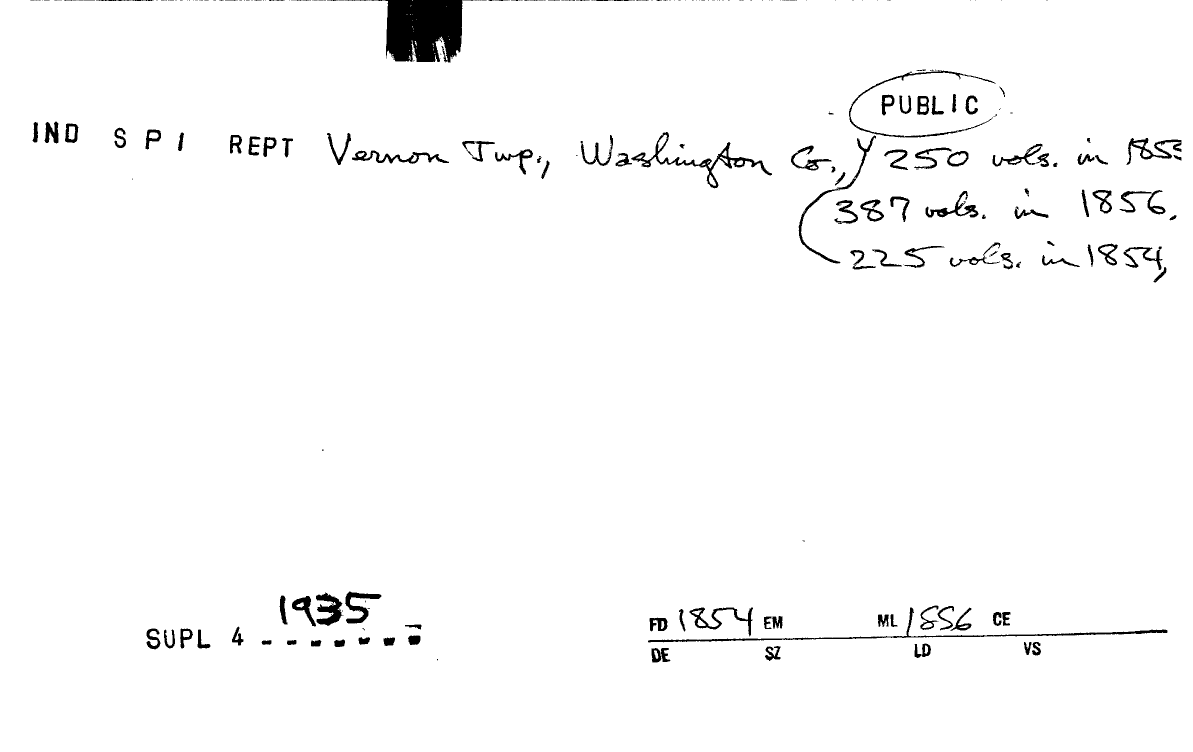 PUBLIC
IND S P I REPT Vernon Twp., Washington Co., 250 vols. in 185
387 vols. in 1856.
225 vols. in 1854,
1935
SUPL 4
FD 1854 EM ML 1856 CE
DE SZ LD VS